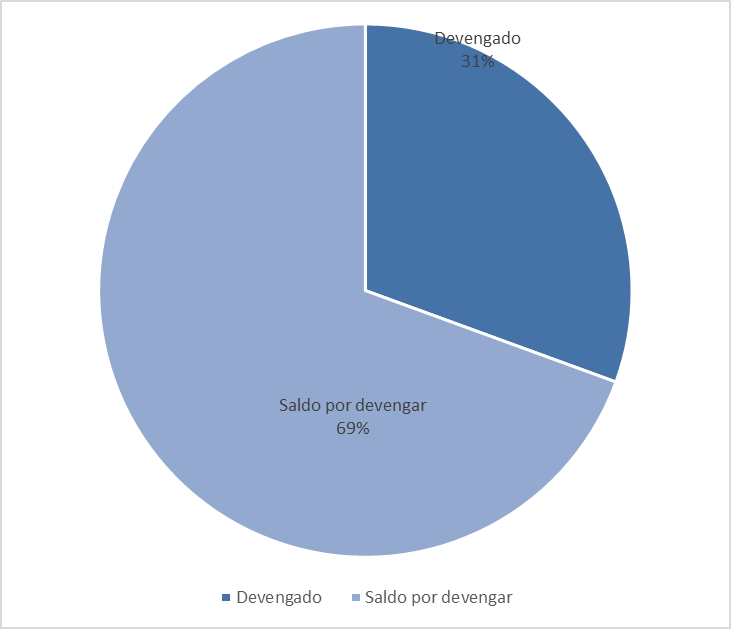 Devengado
31%
Saldo por devengar
69%
Devengado
Saldo por devengar